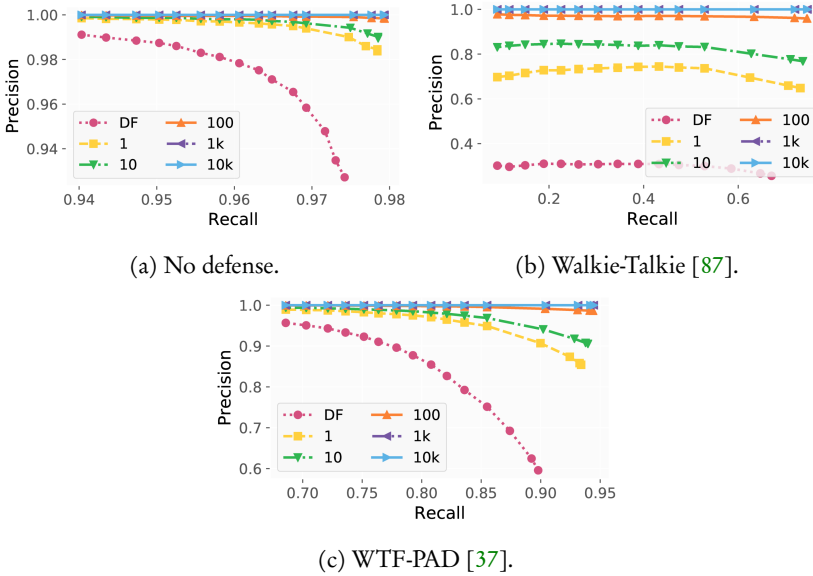 1.00
0.98
0.96
0.94
Precision
DF
1
10
100
1k
10k
0.94 0.95 0.96 0.97 0.98
Recall
(a) No defense.
1.0
0.8
0.6
0.4
Precision
DF
1
10
100
1k
10k
0.2 0.4 0.6
Recall
(b) Walkie-Talkie [87].
1.0
0.9
0.8
0.7
0.6
Precision
DF
1
10
100
1k
10k
0.70 0.75 0.80 0.85 0.90 0.95
Recall
(c) WTF-PAD [37].